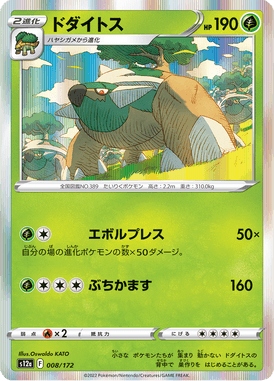 2進化 ドダイトス HP190
ハヤシガメから進化
全国図鑑NO.389 たいりくポケモン 高さ:2.2m 重さ:310.0kg
エボルプレス 50×
自分の場の進化ポケモンの数×50ダメージ。
ぶちかます 160
弱点 ×2 抵抗力 にげる
Illus.Oswaldo KATO
小さな ポケモンたちが 集まり 動かない ドダイトスの
背中で 巣作りを はじめることがある。
s12a F 008/172
©2022 Pokémon/Nintendo/Creatures/GAME FREAK.